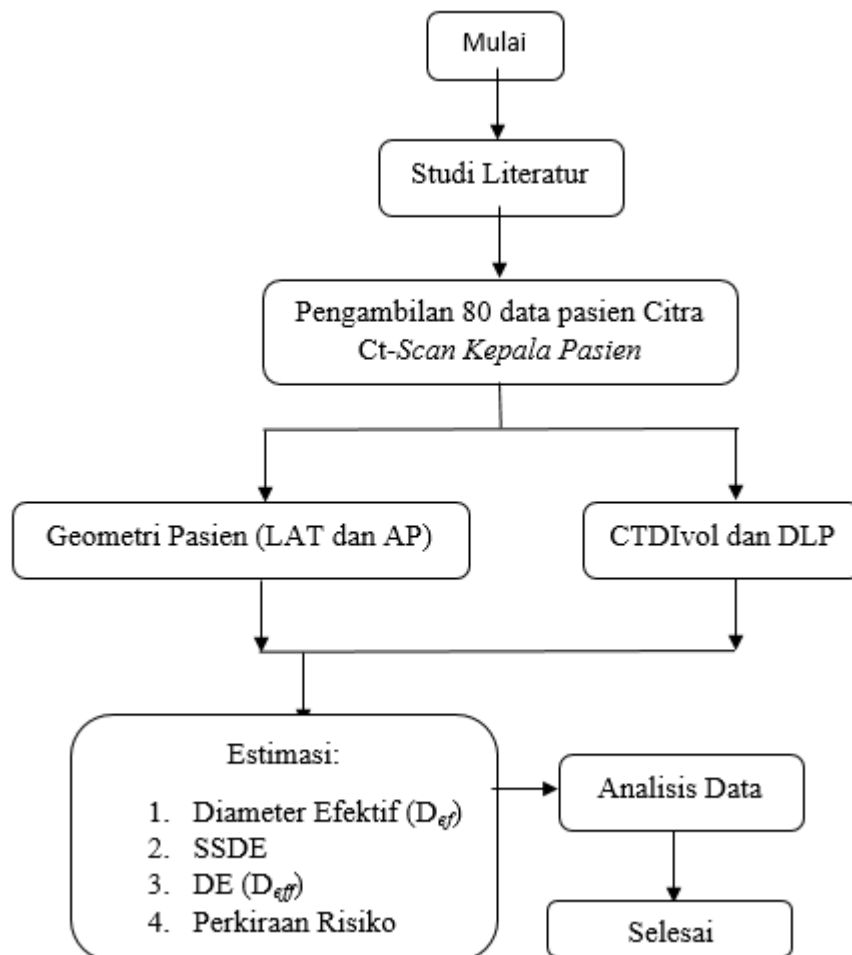 Mulai
Studi Literatur
Pengambilan 80 data pasien Citra
Ct-Scan Kepala Pasien
Geometri Pasien (LAT dan AP)
CTDIvol dan DLP
Estimasi:
1. Diameter Efektif (Def)
2. SSDE
3. DE (Deff)
4. Perkiraan Risiko
Analisis Data
Selesai